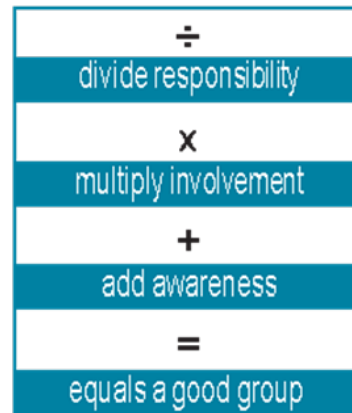 ÷
divide responsibility
x
multiply involvement
+
add awareness
=
equals a good group